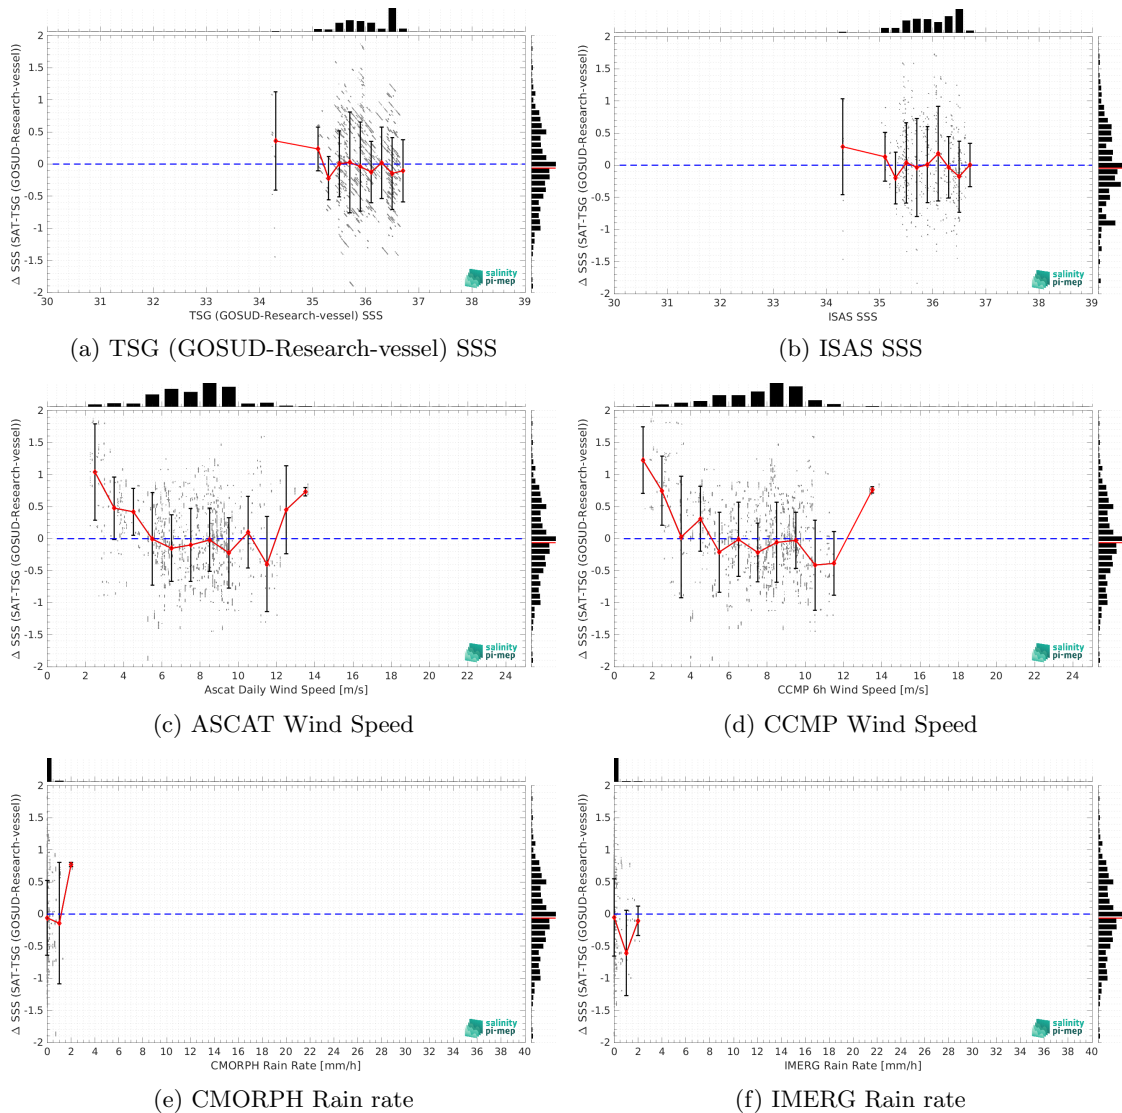 Δ SSS (SAT-TSG (GOSUD-Research-vessel))
2
1.5
1
0.5
0
-0.5
-1
-1.5
-2
30 31 32 33 34 35 36 37 38 39
TSG (GOSUD-Research-vessel) SSS
salinity
pi-mep
(a) TSG (GOSUD-Research-vessel) SSS
Δ SSS (SAT-TSG (GOSUD-Research-vessel))
2
1.5
1
0.5
0
-0.5
-1
-1.5
-2
30 31 32 33 34 35 36 37 38 39
ISAS SSS
salinity
pi-mep
(b) ISAS SSS
Δ SSS (SAT-TSG (GOSUD-Research-vessel))
2
1.5
1
0.5
0
-0.5
-1
-1.5
-2
0 2 4 6 8 10 12 14 16 18 20 22 24
Ascat Daily Wind Speed [m/s]
salinity
pi-mep
(c) ASCAT Wind Speed
Δ SSS (SAT-TSG (GOSUD-Research-vessel))
2
1.5
1
0.5
0
-0.5
-1
-1.5
-2
0 2 4 6 8 10 12 14 16 18 20 22 24
CCMP 6h Wind Speed [m/s]
salinity
pi-mep
(d) CCMP Wind Speed
Δ SSS (SAT-TSG (GOSUD-Research-vessel))
2
1.5
1
0.5
0
-0.5
-1
-1.5
-2
0 2 4 6 8 10 12 14 16 18 20 22 24 26 28 30 32 34 36 38 40
CMORPH Rain Rate [mm/h]
salinity
pi-mep
(e) CMORPH Rain rate
Δ SSS (SAT-TSG (GOSUD-Research-vessel))
2
1.5
1
0.5
0
-0.5
-1
-1.5
-2
0 2 4 6 8 10 12 14 16 18 20 22 24 26 28 30 32 34 36 38 40
IMERG Rain Rate [mm/h]
salinity
pi-mep
(f) IMERG Rain rate